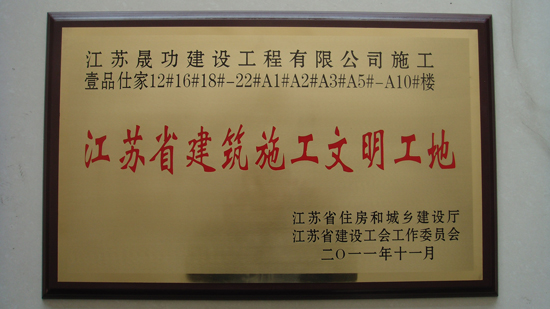 江苏晟功建设工程有限公司施工
壹品仕家12#16#18#-22#A1#A2#A3#A5#-A10#楼
江苏省建筑施工文明工地
江苏省住房和城乡建设厅
江苏省建设工会工作委员会
二〇一一年十一月